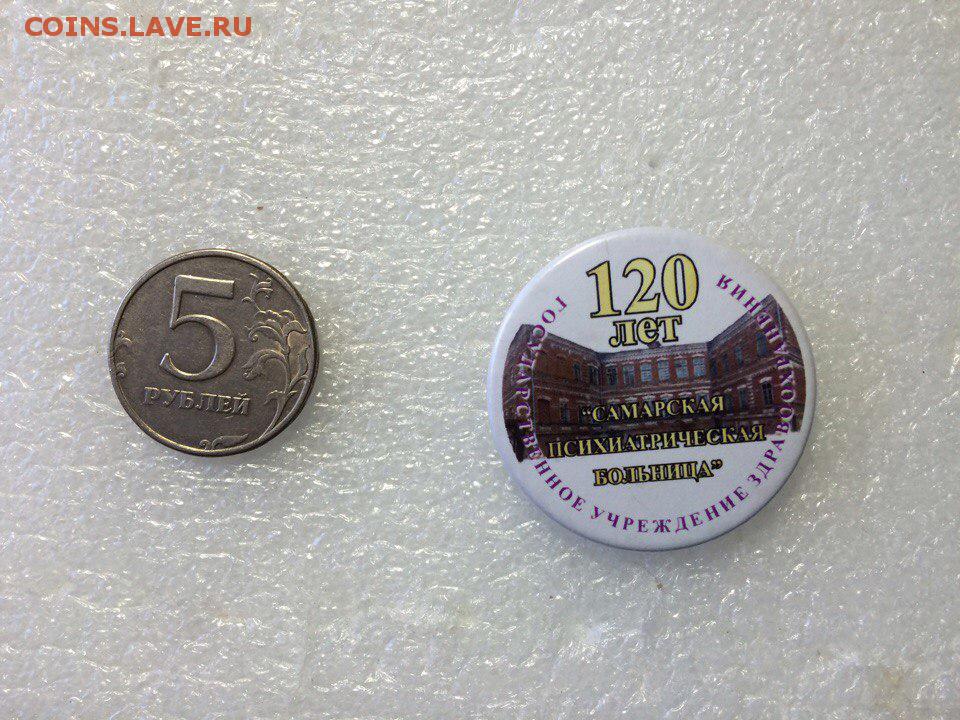 COINS.LAVE.RU
5
РУБЛЕЙ
120
лет
"САМАРСКАЯ
ПСИХИАТРИЧЕСКАЯ
БОЛЬНИЦА"
ГОСУДАРСТВЕННОЕ УЧРЕЖДЕНИЕ ЗДРАВООХРАНЕНИЯ